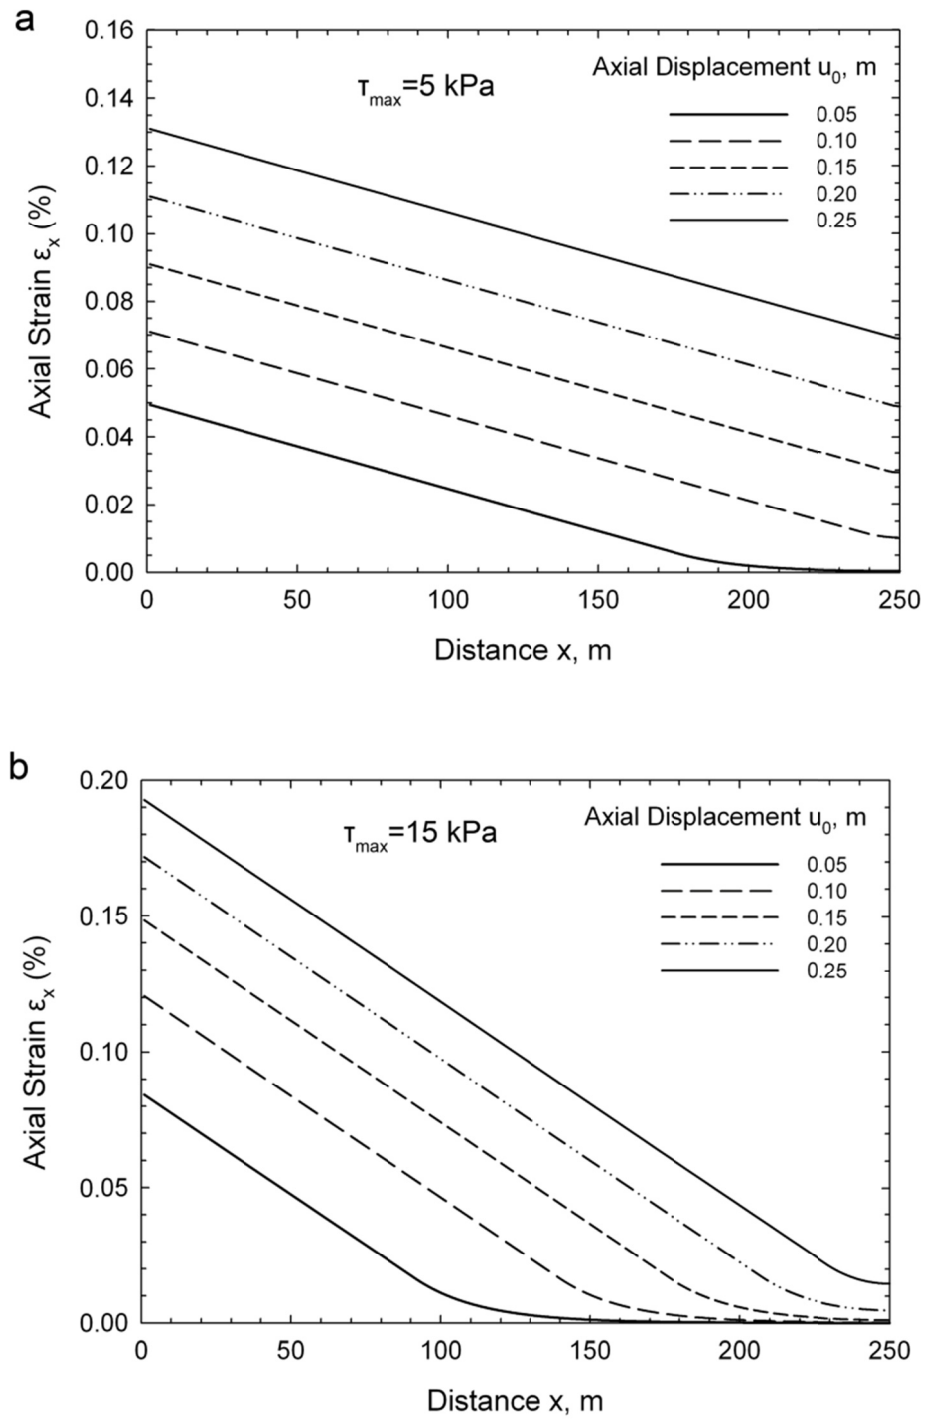 a
τmax=5 kPa
Axial Displacement u0, m
0.05
0.10
0.15
0.20
0.25
Axial Strain εx (%)
0.16
0.14
0.12
0.10
0.08
0.06
0.04
0.02
0.00
0 50 100 150 200 250
Distance x, m
b
τmax=15 kPa
Axial Displacement u0, m
0.05
0.10
0.15
0.20
0.25
Axial Strain εx (%)
0.20
0.15
0.10
0.05
0.00
0 50 100 150 200 250
Distance x, m